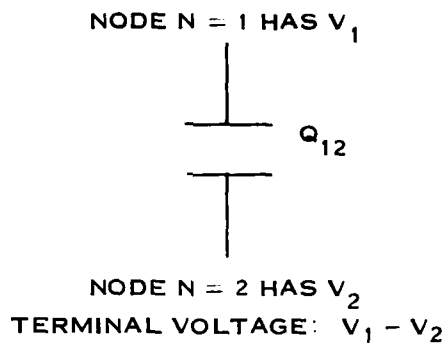 NODE N = 1 HAS V₁
Q₁₂
NODE N = 2 HAS V₂
TERMINAL VOLTAGE: V₁ − V₂